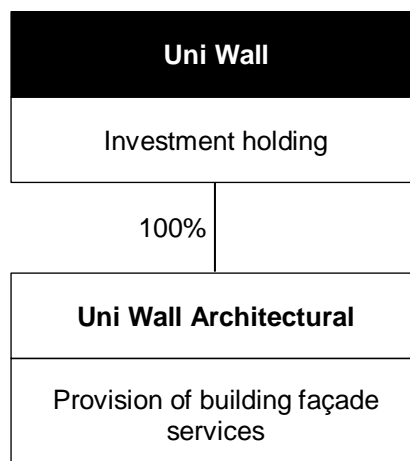 Uni Wall
Investment holding
100%
Uni Wall Architectural
Provision of building façade
services